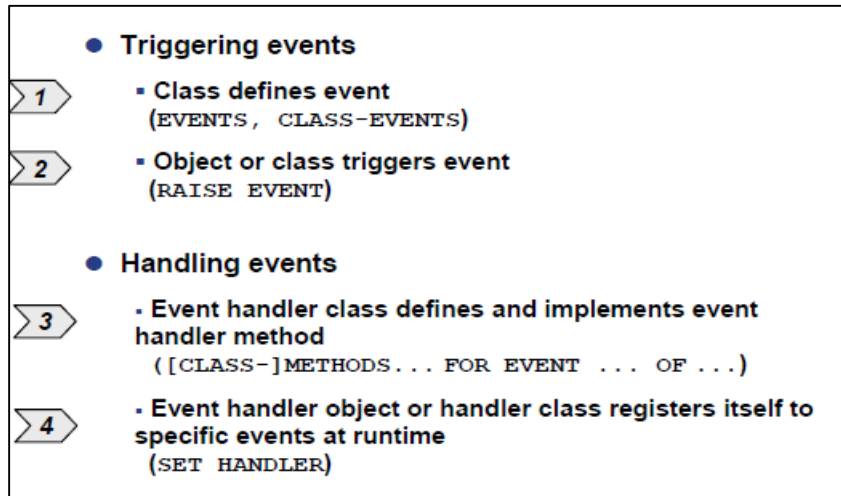 Triggering events
1
Class defines event
(EVENTS, CLASS-EVENTS)
2
Object or class triggers event
(RAISE EVENT)
Handling events
3
Event handler class defines and implements event
handler method
([CLASS-]METHODS... FOR EVENT ... OF ...)
4
Event handler object or handler class registers itself to
specific events at runtime
(SET HANDLER)